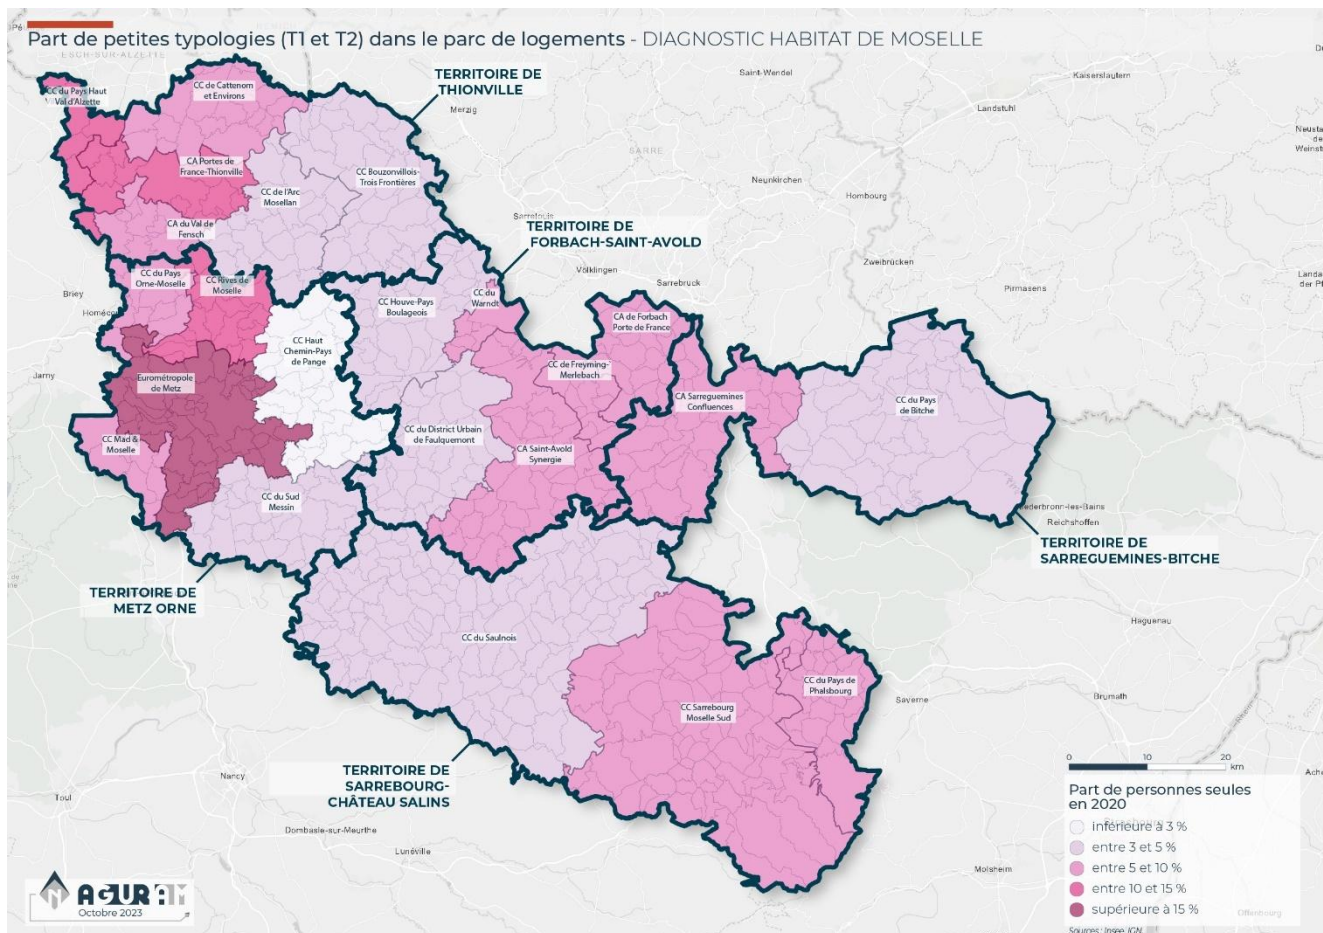 Part de petites typologies (T1 et T2) dans le parc de logements - DIAGNOSTIC HABITAT DE MOSELLE
ESCH-SUR-ALZETTE
TERRITOIRE DE
THIONVILLE
Saint-Wendel
Kaiserslautern
CC du Pays Haut
Val d'Alzette
CC de Cattenom
et Environs
Merzig
Landstuhl
SARRE
CA Portes de
France-Thionville
CC Bouzonvillois-
Trois Frontières
CC de l'Arc
Mosellan
Neunkirchen
Hombourg
CA du Val de
Fensch
Sarrelouis
TERRITOIRE DE
FORBACH-SAINT-AVOLD
Zweibrücken
CC du Pays
Orne-Moselle
CC Rives de
Moselle
Völklingen
Sarrebruck
Pirmasens
Briey
Homécourt
CC Houve-Pays
Boulageois
CC du
Warndt
CA de Forbach
Porte de France
CC Haut
Chemin-Pays
de Pange
CC de Freyming-
Merlebach
Jarny
Eurométropole
de Metz
CA Sarreguemines
Confluences
CC du Pays
de Bitche
CC Mad &
Moselle
CC du District Urbain
de Faulquemont
CA Saint-Avold
Synergie
CC du Sud
Messin
Niederbronn-les-Bains
Reichshoffen
TERRITOIRE DE
SARREGUEMINES-BITCHE
TERRITOIRE DE
METZ ORNE
Haguenau
CC du Saulnois
CC du Pays de
Phalsbourg
Saverne
Brumath
CC Sarrebourg
Moselle Sud
Nancy
TERRITOIRE DE
SARREBOURG-
CHÂTEAU SALINS
Toul
0 10 20
km
Part de personnes seules
en 2020
inférieure à 3 %
entre 3 et 5 %
entre 5 et 10 %
entre 10 et 15 %
supérieure à 15 %
Dombasle-sur-Meurthe
Lunéville
Molsheim
Offenbourg
N AGURAM
Octobre 2023
Sources : Insee, IGN